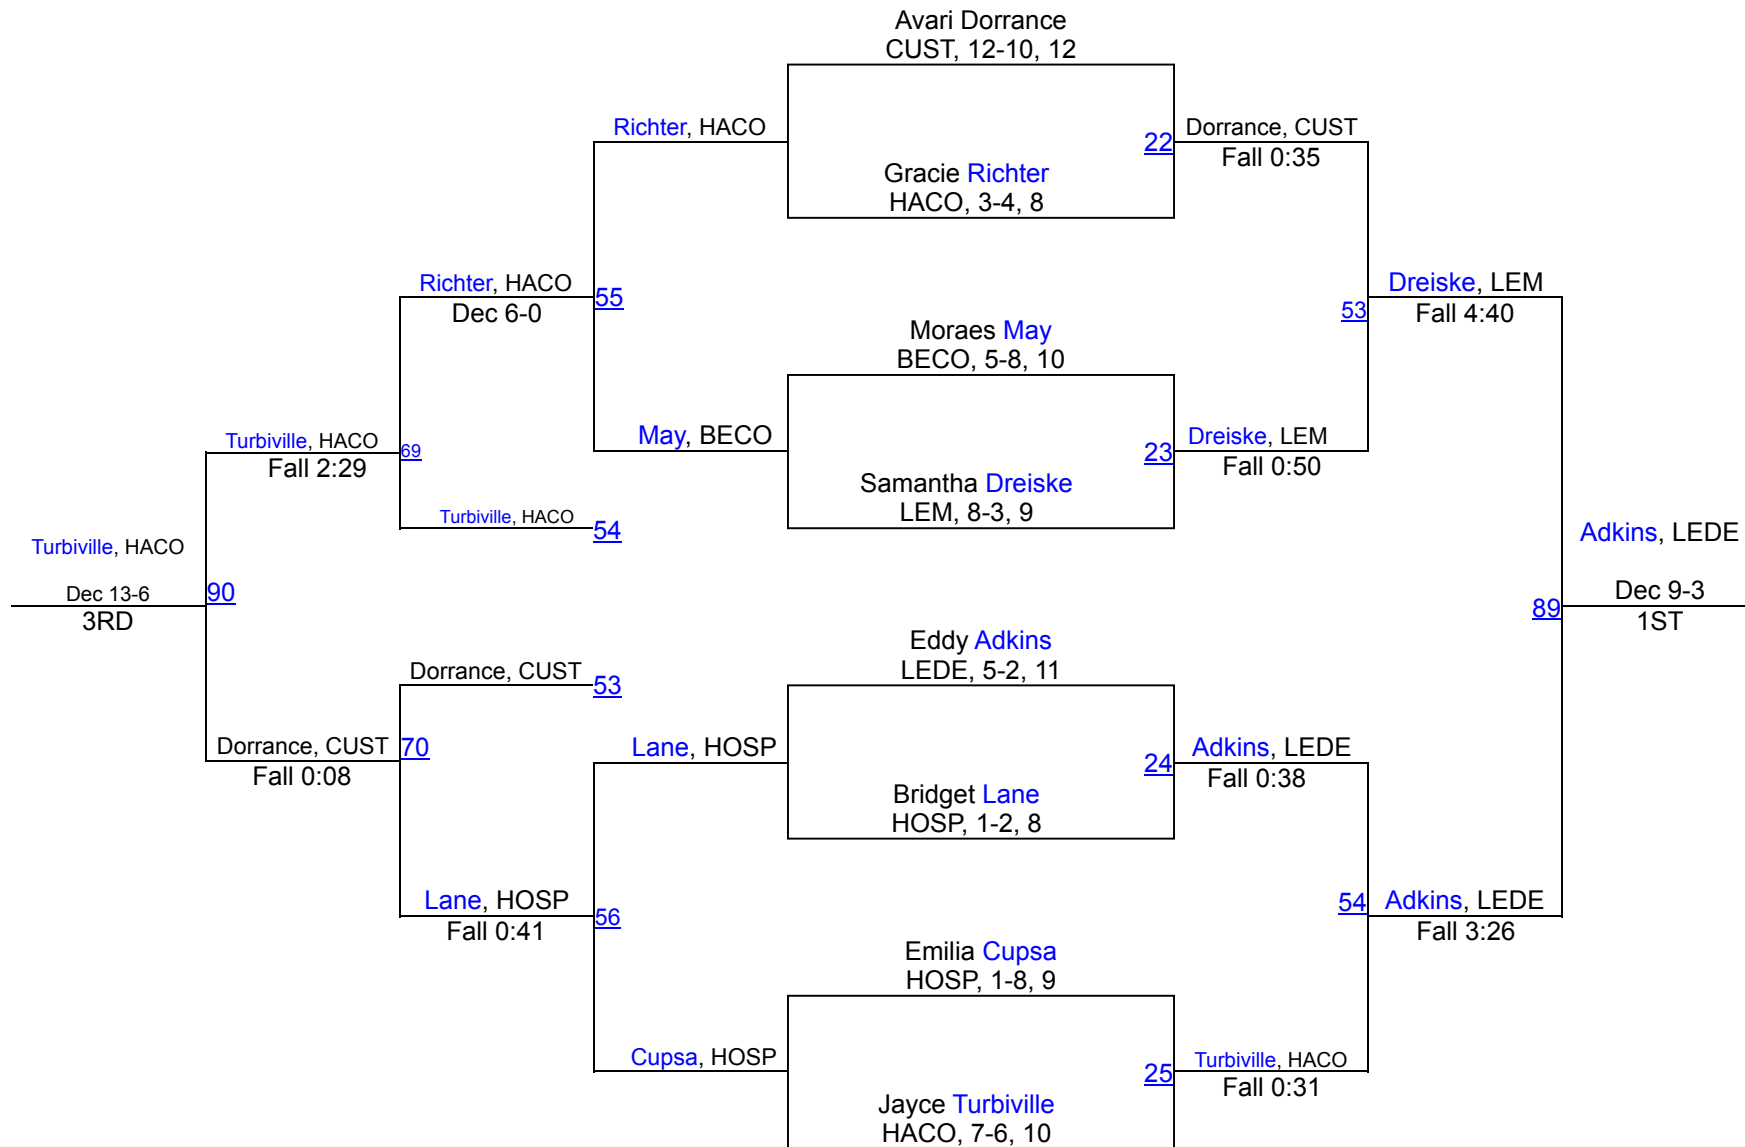 Avari Dorrance
CUST, 12-10, 12
Richter, HACO
22
Dorrance, CUST
Fall 0:35
Gracie Richter
HACO, 3-4, 8
Richter, HACO
Dec 6-0
55
Dreiske, LEM
Fall 4:40
53
Moraes May
BECO, 5-8, 10
Turbiville, HACO
Fall 2:29
69
May, BECO
23
Dreiske, LEM
Fall 0:50
Samantha Dreiske
LEM, 8-3, 9
Turbiville, HACO
54
Turbiville, HACO
Dec 13-6
3RD
90
Adkins, LEDE
Dec 9-3
1ST
89
Eddy Adkins
LEDE, 5-2, 11
Dorrance, CUST
53
Dorrance, CUST
Fall 0:08
70
Lane, HOSP
24
Adkins, LEDE
Fall 0:38
Bridget Lane
HOSP, 1-2, 8
Lane, HOSP
Fall 0:41
56
54
Adkins, LEDE
Fall 3:26
Emilia Cupsa
HOSP, 1-8, 9
Cupsa, HOSP
25
Turbiville, HACO
Fall 0:31
Jayce Turbiville
HACO, 7-6, 10